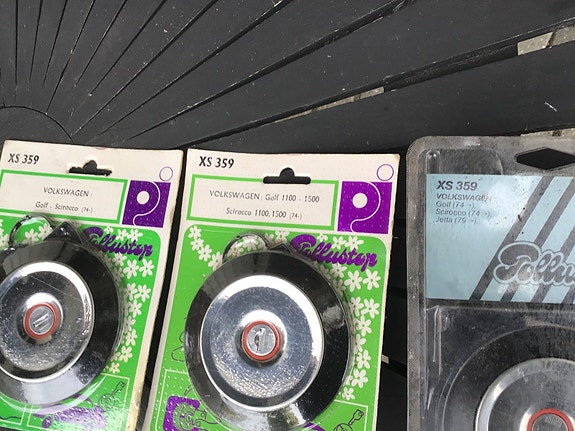 XS 359
VOLKSWAGEN:
Golf - Scirocco (74-)
Pollustop
XS 359
VOLKSWAGEN: Golf 1100 - 1500
Scirocco 1100, 1500 (74-)
Pollustop
XS 359
VOLKSWAGEN:
Golf (74→),
Scirocco (74→),
Jetta (79→).